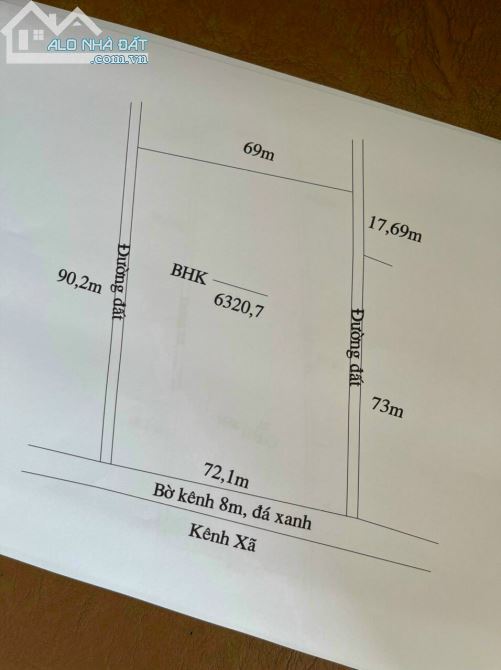 ALO NHÀ ĐẤT
.com.vn
69m
17,69m
BHK
6320,7
90,2m
Đường đất
Đường đất
73m
72,1m
Bờ kênh 8m, đá xanh
Kênh Xã